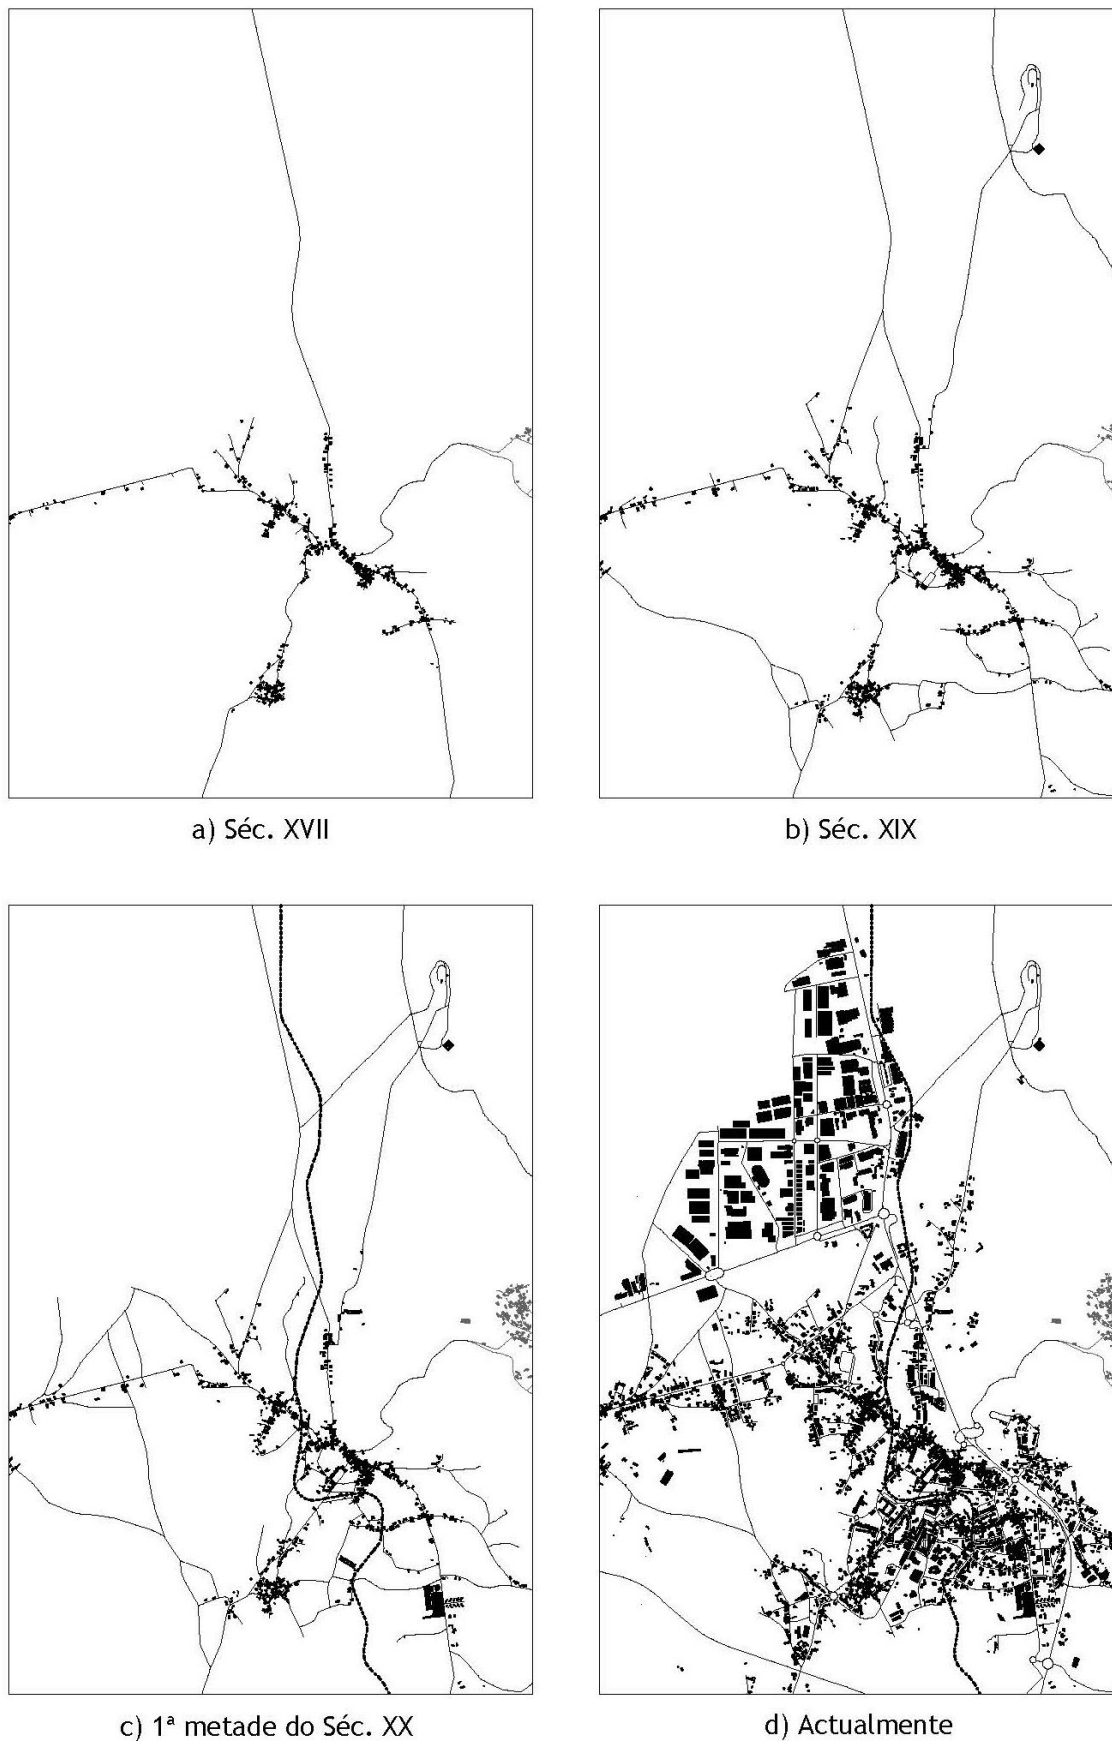 a) Séc. XVII
b) Séc. XIX
c) 1ª metade do Séc. XX
d) Actualmente